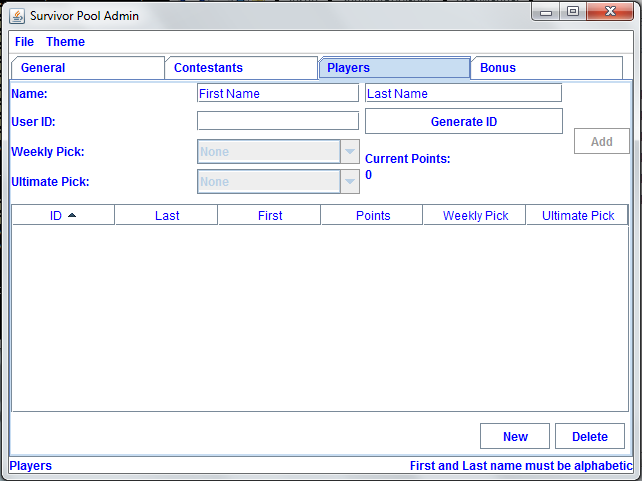 Survivor Pool Admin
File Theme
General Contestants Players Bonus
Name: First Name Last Name
User ID: Generate ID
Add
Weekly Pick: None
Current Points:
0
Ultimate Pick: None
ID Last First Points Weekly Pick Ultimate Pick
New Delete
Players First and Last name must be alphabetic